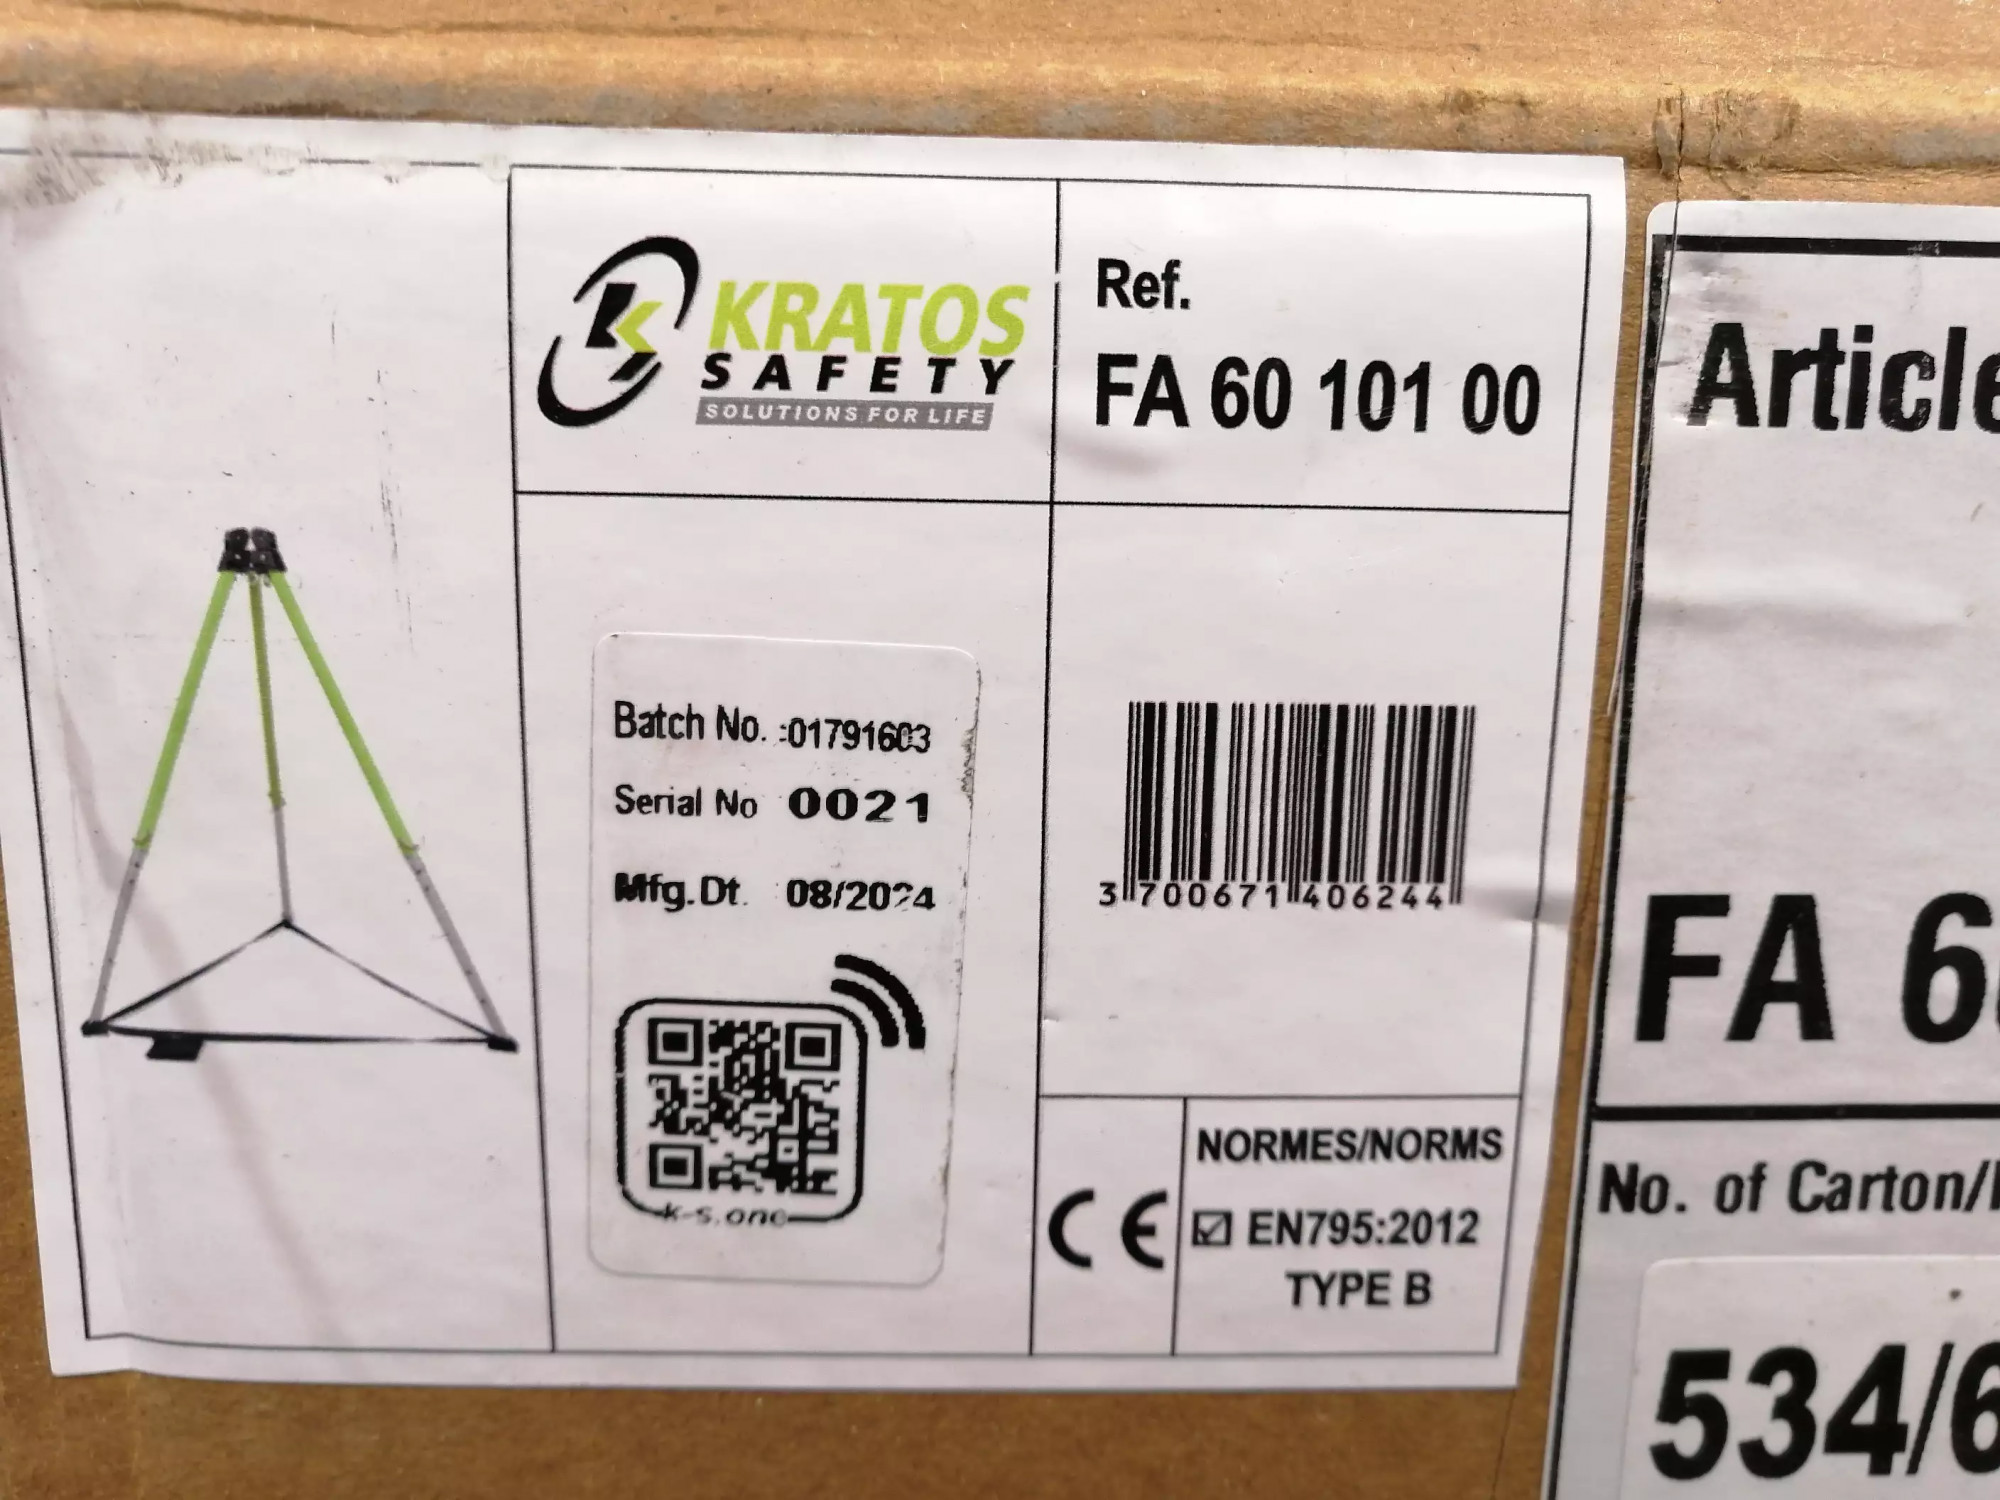 KRATOS
SAFETY
SOLUTIONS FOR LIFE
Ref.
FA 60 101 00
Batch No. :01791603
Serial No 0021
Mfg.Dt. 08/2024
k-s.one
3 700671 406244
CE
NORMES/NORMS
☑ EN795:2012
TYPE B
Article
FA 6
No. of Carton/
534/6